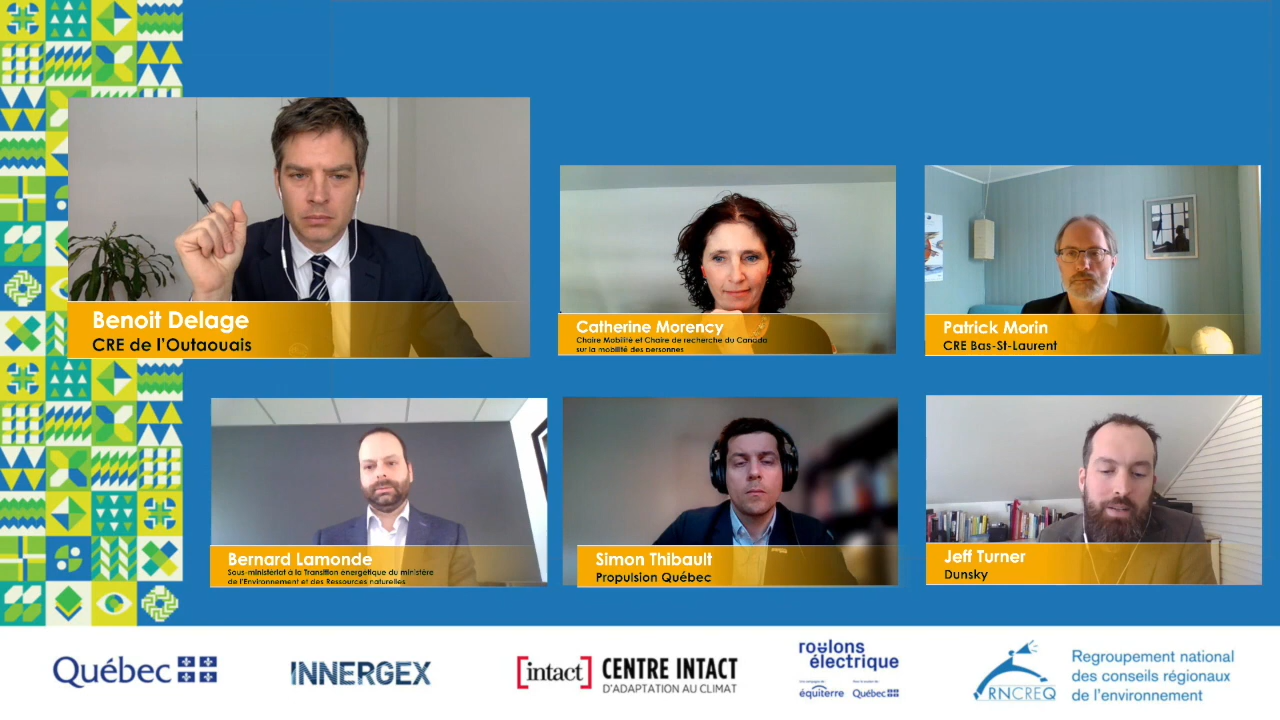 Benoit Delage
CRE de l'Outaouais
Catherine Morency
Chaire Mobilité et Chaire de recherche du Canada
sur la mobilité des personnes
Patrick Morin
CRE Bas-St-Laurent
Bernard Lamonde
Sous-ministériat à la Transition énergétique du ministère
de l'Environnement et des Ressources naturelles
Simon Thibault
Propulsion Québec
Jeff Turner
Dunsky
Québec
INNERGEX
[intact] CENTRE INTACT
D'ADAPTATION AU CLIMAT
roulons
électrique
équiterre
Québec
RNCREQ
Regroupement national
des conseils régionaux
de l'environnement